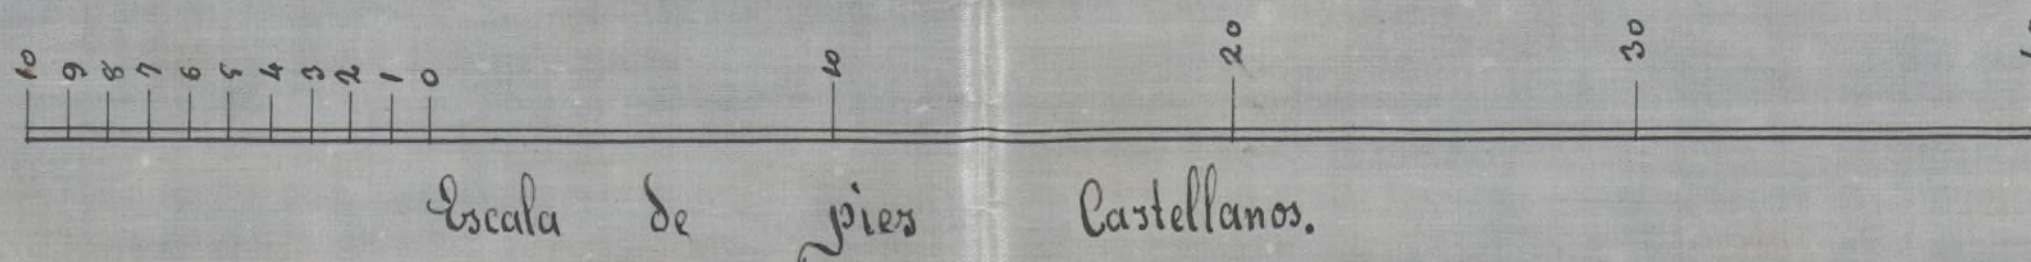 10 9 8 7 6 5 4 3 2 1 0 10 20 30
Escala de pies Castellanos.